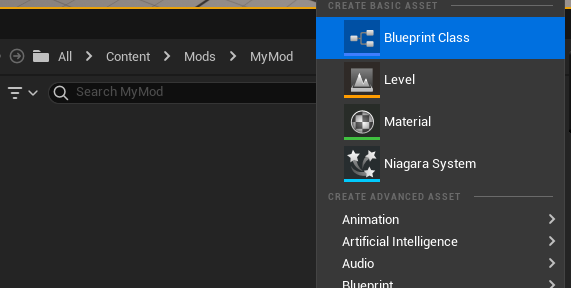 CREATE BASIC ASSET
All > Content > Mods > MyMod
Blueprint Class
Search MyMod
Level
Material
Niagara System
CREATE ADVANCED ASSET
Animation
Artificial Intelligence
Audio
Blueprint